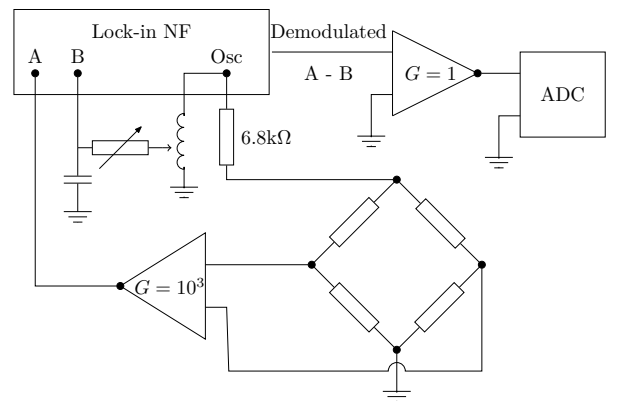 Lock-in NF
Demodulated
A
B
Osc
A - B
G = 1
ADC
6.8kΩ
G = 10³